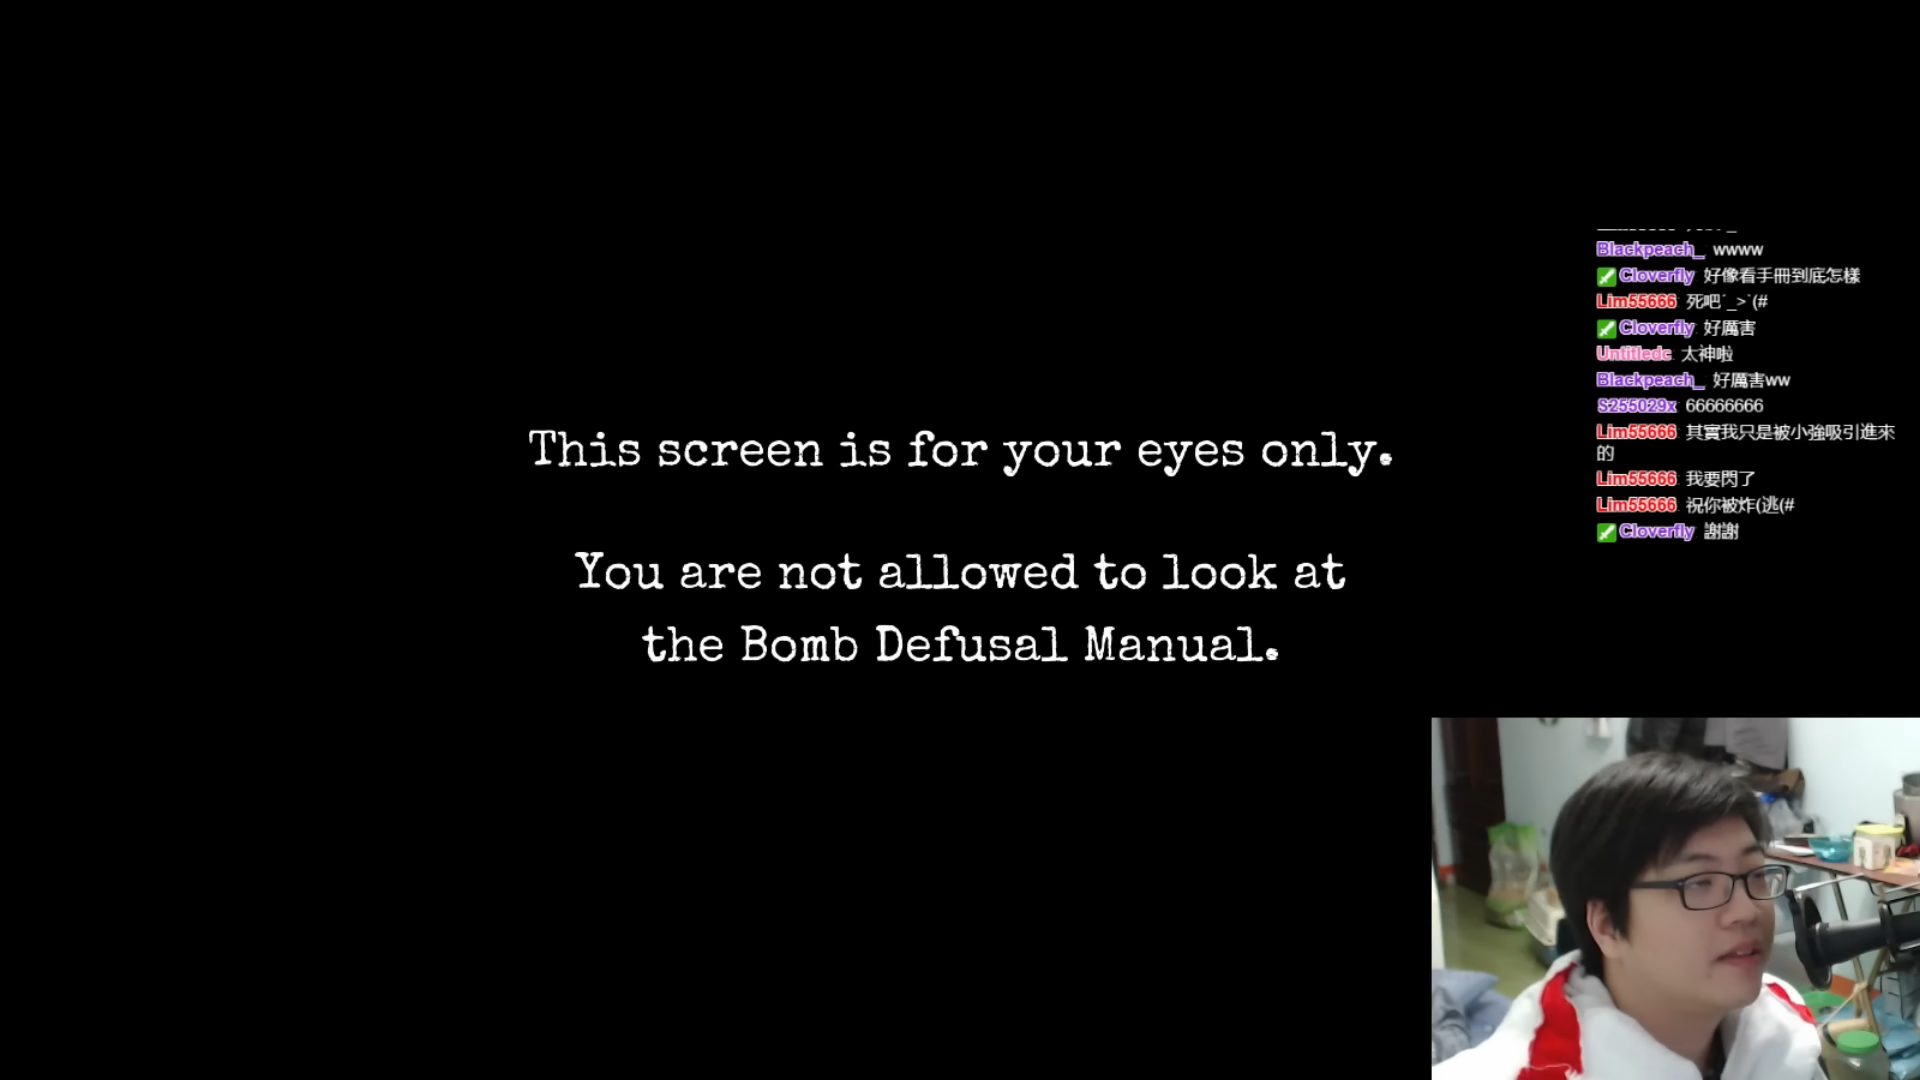 This screen is for your eyes only.
You are not allowed to look at
the Bomb Defusal Manual.
Blackpeach_ wwww
Cloverfly 好像看手冊到底怎樣
Lim55666 死吧´_>`(#
Cloverfly 好厲害
Untitledc 太神啦
Blackpeach_ 好厲害ww
S255029x 66666666
Lim55666 其實我只是被小強吸引進來
的
Lim55666 我要閃了
Lim55666 祝你被炸(逃(#
Cloverfly 謝謝